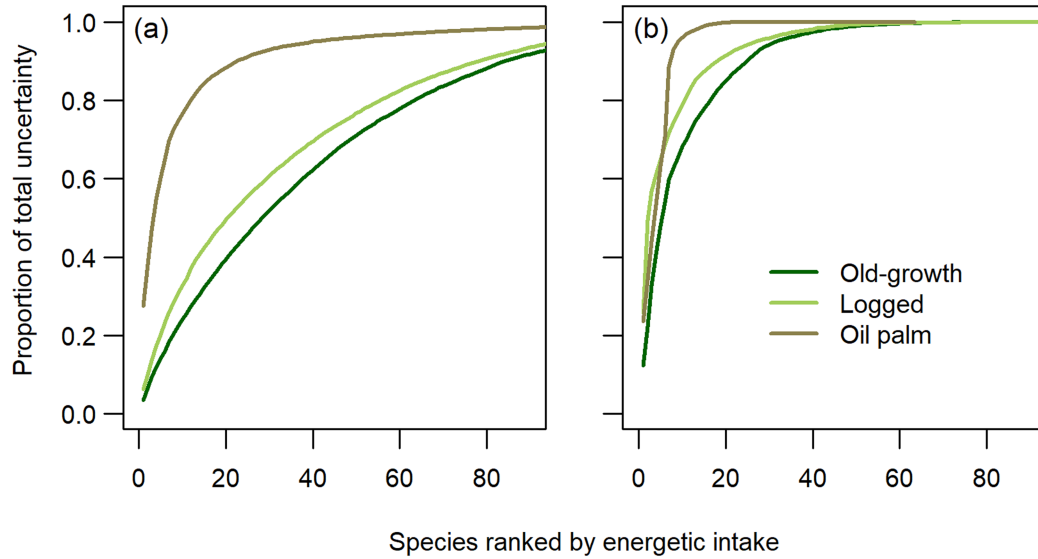 Proportion of total uncertainty
1.0
0.8
0.6
0.4
0.2
0.0
(a)
(b)
Old-growth
Logged
Oil palm
0 20 40 60 80
0 20 40 60 80
Species ranked by energetic intake